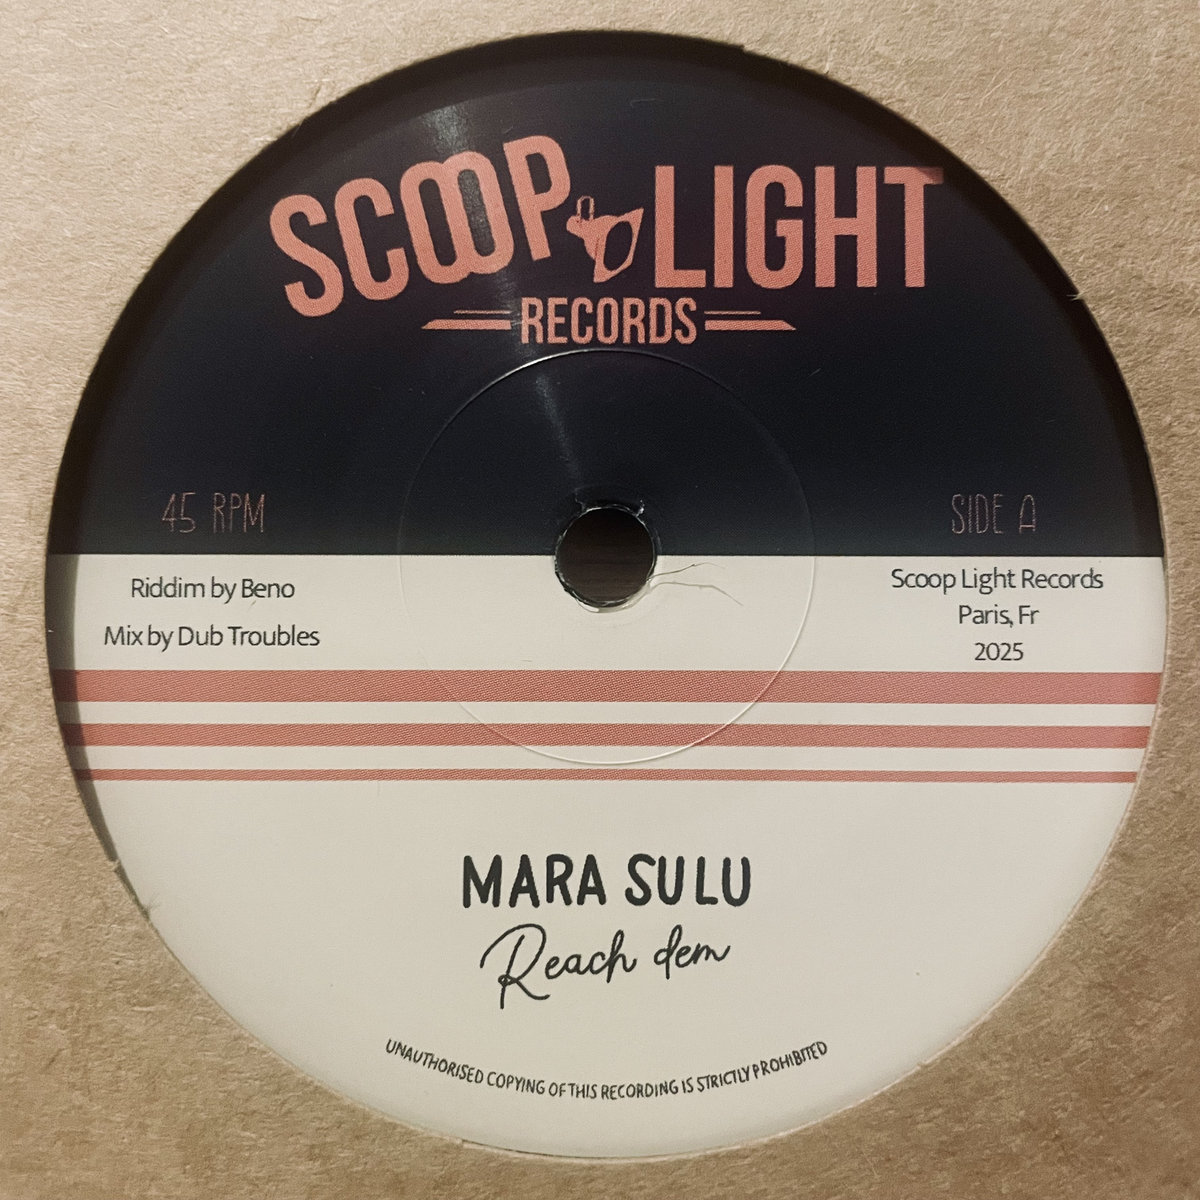 SCOOP LIGHT
RECORDS
45 RPM
SIDE A
Riddim by Beno
Mix by Dub Troubles
Scoop Light Records
Paris, Fr
2025
MARA SULU
Reach dem
UNAUTHORISED COPYING OF THIS RECORDING IS STRICTLY PROHIBITED